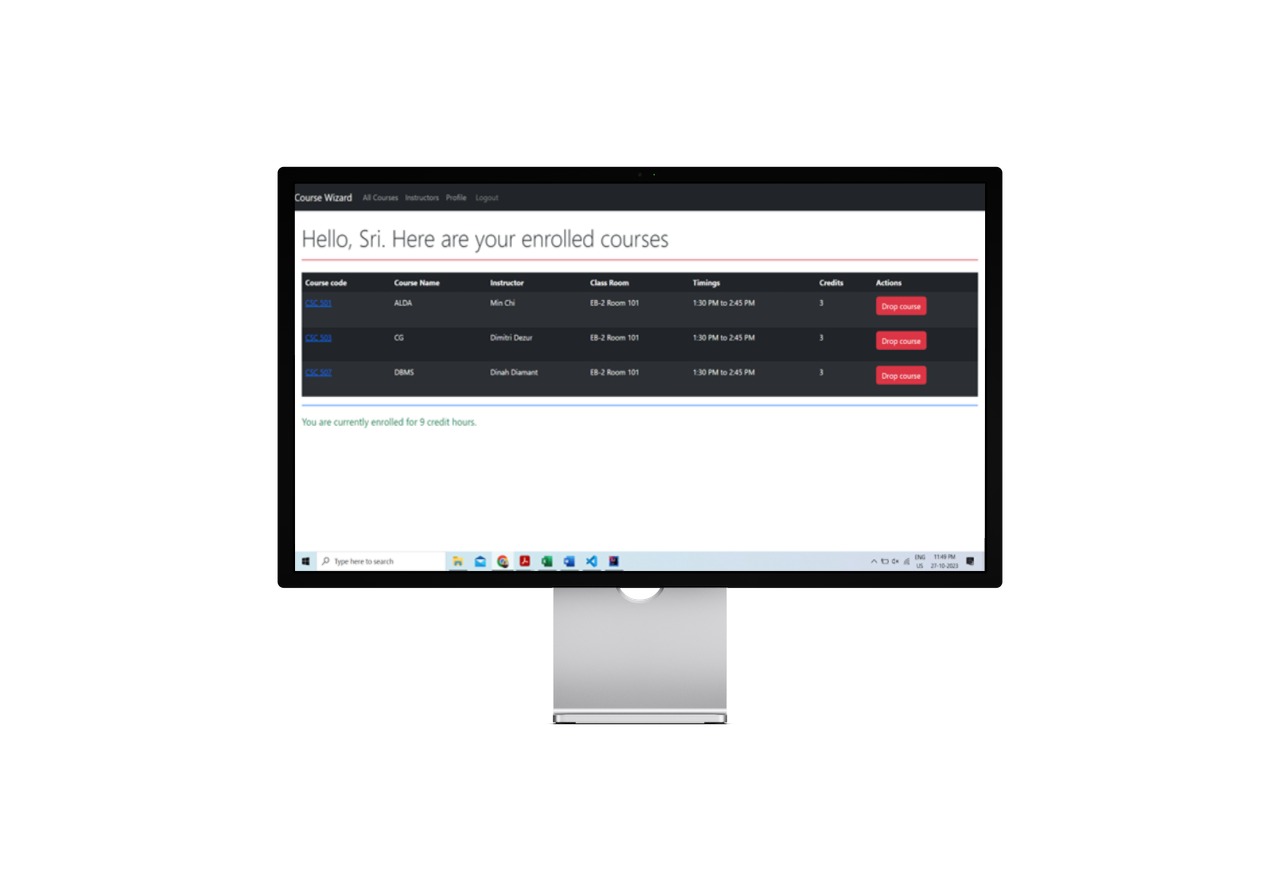 Course Wizard All Courses Instructors Profile Logout
Hello, Sri. Here are your enrolled courses
Course code Course Name Instructor Class Room Timings Credits Actions
CSC 501 ALDA Min Chi EB-2 Room 101 1:30 PM to 2:45 PM 3 Drop course
CSC 503 CG Dimitri Dezur EB-2 Room 101 1:30 PM to 2:45 PM 3 Drop course
CSC 507 DBMS Dinah Diamant EB-2 Room 101 1:30 PM to 2:45 PM 3 Drop course
You are currently enrolled for 9 credit hours.
Type here to search ENG 11:49 PM
US 27-10-2023